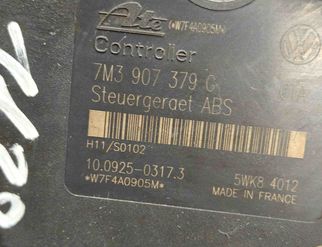 Ate (*W7F4A0905M*)
Controller
7M3 907 379 G
Steuergeraet ABS
H11/S0102
10.0925-0317.3 5WK8 4012
*W7F4A0905M* MADE IN FRANCE